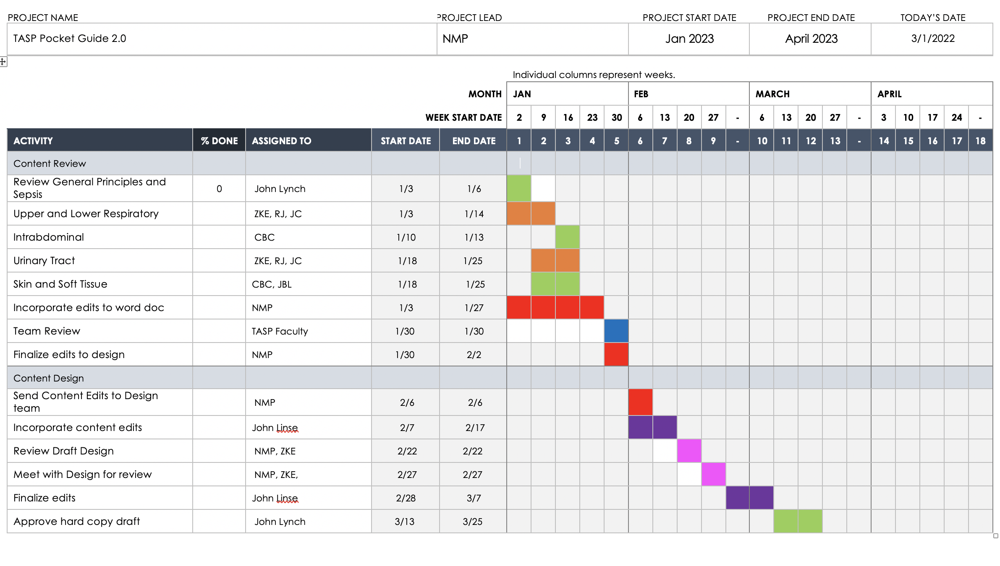 PROJECT NAME PROJECT LEAD PROJECT START DATE PROJECT END DATE TODAY’S DATE
TASP Pocket Guide 2.0 NMP Jan 2023 April 2023 3/1/2022
Individual columns represent weeks.
MONTH JAN FEB MARCH APRIL
WEEK START DATE 2 9 16 23 30 6 13 20 27 - 6 13 20 27 - 3 10 17 24 -
ACTIVITY % DONE ASSIGNED TO START DATE END DATE 1 2 3 4 5 6 7 8 9 - 10 11 12 13 - 14 15 16 17 18
Content Review
Review General Principles and
Sepsis 0 John Lynch 1/3 1/6
Upper and Lower Respiratory ZKE, RJ, JC 1/3 1/14
Intrabdominal CBC 1/10 1/13
Urinary Tract ZKE, RJ, JC 1/18 1/25
Skin and Soft Tissue CBC, JBL 1/18 1/25
Incorporate edits to word doc NMP 1/3 1/27
Team Review TASP Faculty 1/30 1/30
Finalize edits to design NMP 1/30 2/2
Content Design
Send Content Edits to Design
team NMP 2/6 2/6
Incorporate content edits John Linse 2/7 2/17
Review Draft Design NMP, ZKE 2/22 2/22
Meet with Design for review NMP, ZKE, 2/27 2/27
Finalize edits John Linse 2/28 3/7
Approve hard copy draft John Lynch 3/13 3/25